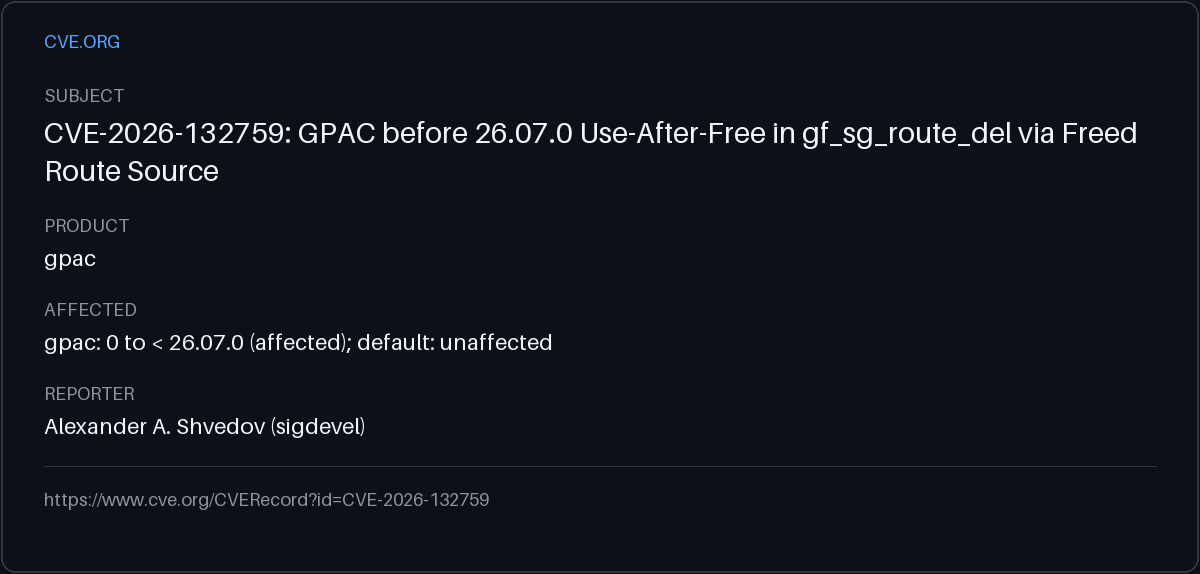 CVE.ORG
SUBJECT
CVE-2026-132759: GPAC before 26.07.0 Use-After-Free in gf_sg_route_del via Freed
Route Source
PRODUCT
gpac
AFFECTED
gpac: 0 to < 26.07.0 (affected); default: unaffected
REPORTER
Alexander A. Shvedov (sigdevel)
https://www.cve.org/CVERecord?id=CVE-2026-132759